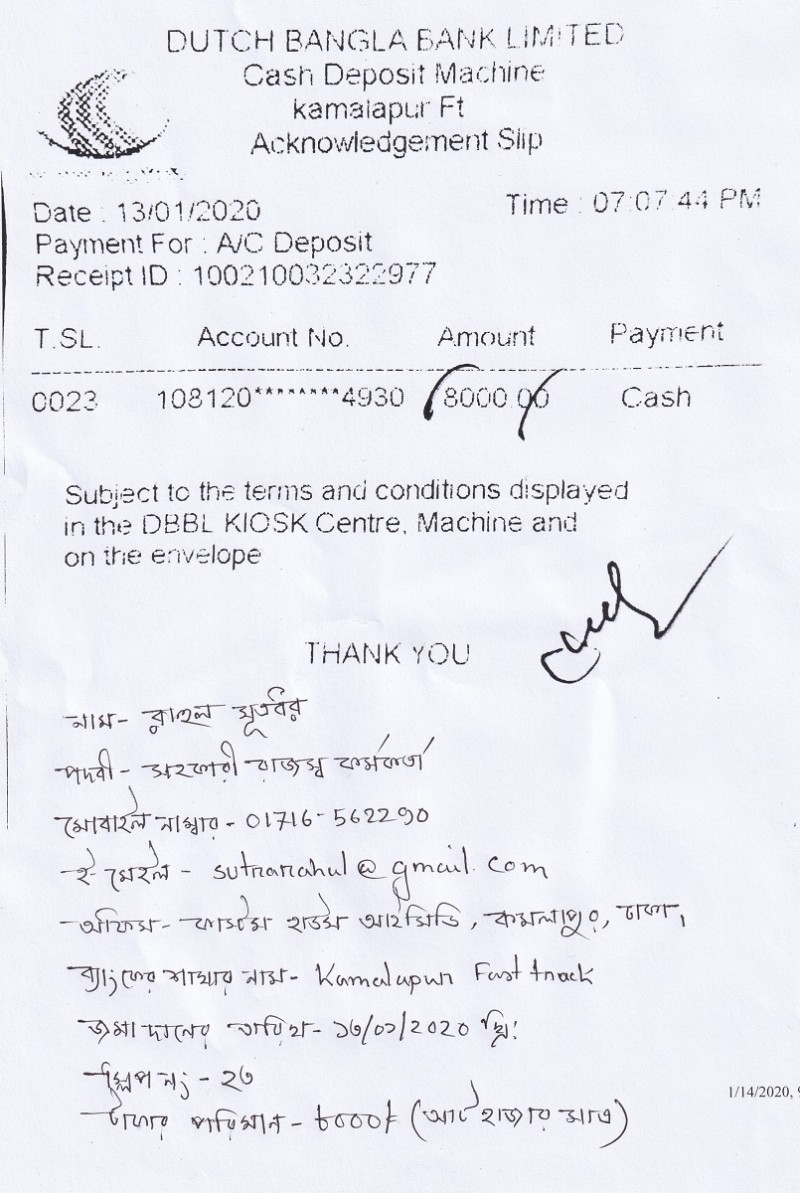 DUTCH BANGLA BANK LIMITED
Cash Deposit Machine
kamalapur Ft
Acknowledgement Slip
Date : 13/01/2020 Time : 07:07:44 PM
Payment For : A/C Deposit
Receipt ID : 100210032322977
T.SL. Account No. Amount Payment
0023 108120********4930 8000.00 Cash
Subject to the terms and conditions displayed
in the DBBL KIOSK Centre, Machine and
on the envelope
THANK YOU
নাম- রাহুল সূত্রধর
পদবী - সহকারী রাজস্ব কর্মকর্তা
মোবাইল নাম্বার - 01716-562290
ই-মেইল - sutrarahul@gmail.com
অফিস- কাস্টমস হাউস আইসিডি, কমলাপুর, ঢাকা,
ব্যাংকের শাখার নাম- Kamalapur Fast track
জমাদানের তারিখ- ১৩/০১/২০২০ খ্রি:
স্লিপ নং - ২৩
টাকার পরিমান - ৮০০০/- (আট হাজার মাত্র)
1/14/2020, 9